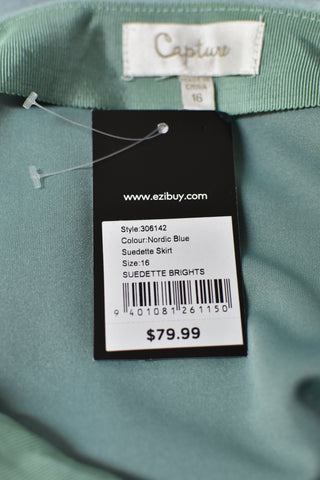 Capture
CHINA
16
www.ezibuy.com
Style:306142
Colour:Nordic Blue
Suedette Skirt
Size:16
SUEDETTE BRIGHTS
9 401081 261150
$79.99